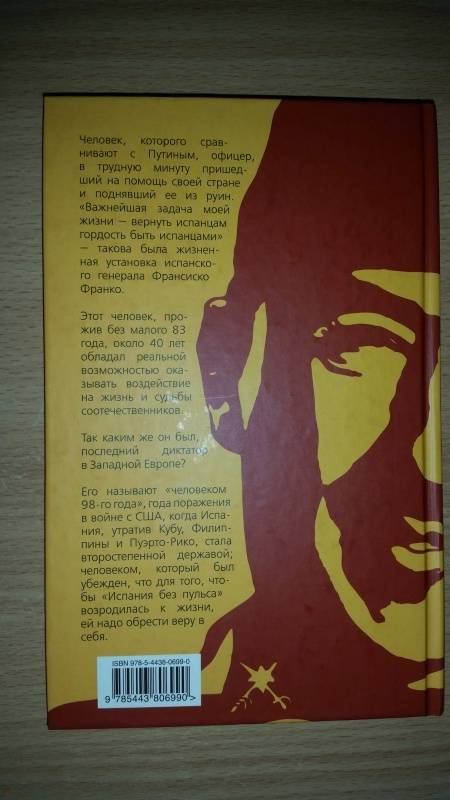 Человек, которого срав-
нивают с Путиным, офицер,
в трудную минуту пришед-
ший на помощь своей стране
и поднявший ее из руин.
«Важнейшая задача моей
жизни – вернуть испанцам
гордость быть испанцами»
– такова была жизнен-
ная установка испанско-
го генерала Франсиско
Франко.
Этот человек, про-
жив без малого 83
года, около 40 лет
обладал реальной
возможностью ока-
зывать воздействие
на жизнь и судьбы
соотечественников.
Так каким же он был,
последний диктатор
в Западной Европе?
Его называют «человеком
98-го года», года поражения
в войне с США, когда Испа-
ния, утратив Кубу, Филип-
пины и Пуэрто-Рико, стала
второстепенной державой;
человеком, который был
убежден, что для того, что-
бы «Испания без пульса»
возродилась к жизни,
ей надо обрести веру в
себя.
ISBN 978-5-4438-0699-0
9 785443 806990 >